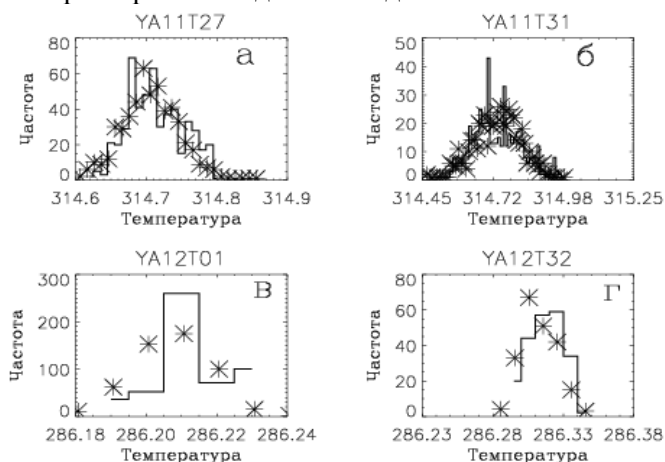 YA11T27
YA11T31
а
б
Частота
80
60
40
20
0
314.6 314.7 314.8 314.9
Температура
Частота
50
40
30
20
10
0
314.45 314.72 314.98 315.25
Температура
YA12T01
YA12T32
в
г
Частота
300
200
100
0
286.18 286.20 286.22 286.24
Температура
Частота
80
60
40
20
0
286.23 286.28 286.33 286.38
Температура